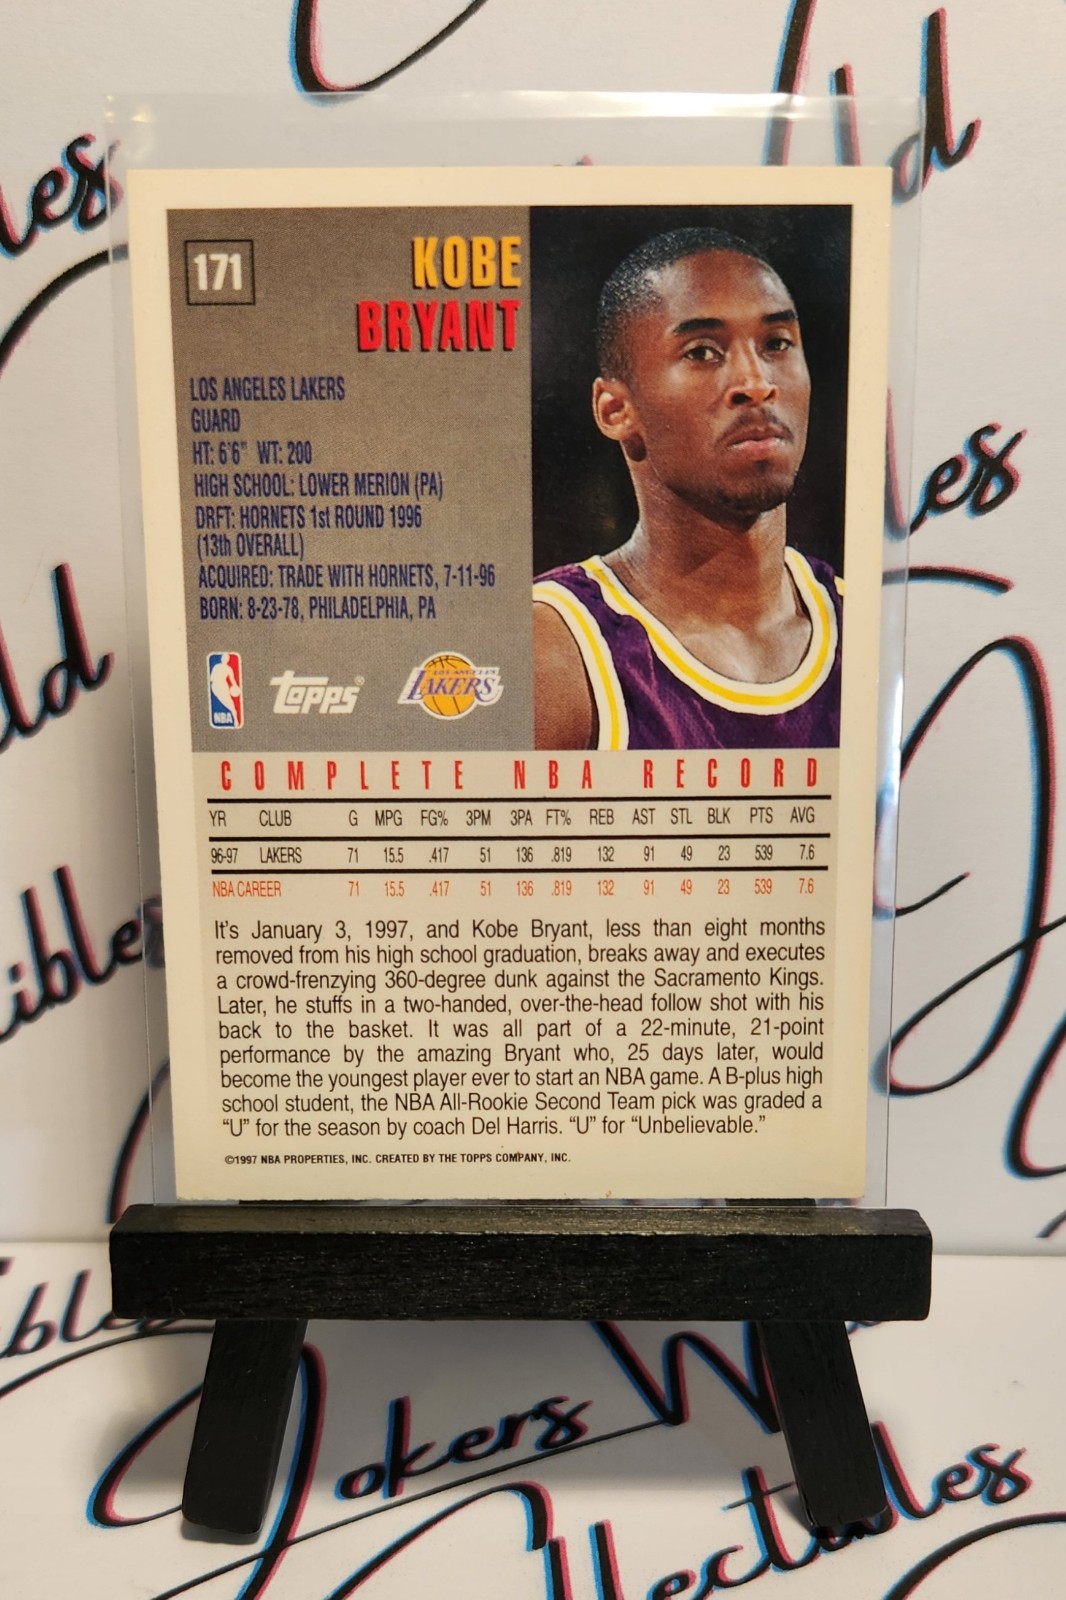 171
KOBE
BRYANT
LOS ANGELES LAKERS
GUARD
HT: 6'6" WT: 200
HIGH SCHOOL: LOWER MERION (PA)
DRFT: HORNETS 1st ROUND 1996
(13th OVERALL)
ACQUIRED: TRADE WITH HORNETS, 7-11-96
BORN: 8-23-78, PHILADELPHIA, PA
NBA
Topps®
LOS ANGELES
LAKERS
COMPLETE NBA RECORD
YR CLUB G MPG FG% 3PM 3PA FT% REB AST STL BLK PTS AVG
96-97 LAKERS 71 15.5 .417 51 136 .819 132 91 49 23 539 7.6
NBA CAREER 71 15.5 .417 51 136 .819 132 91 49 23 539 7.6
It's January 3, 1997, and Kobe Bryant, less than eight months
removed from his high school graduation, breaks away and executes
a crowd-frenzying 360-degree dunk against the Sacramento Kings.
Later, he stuffs in a two-handed, over-the-head follow shot with his
back to the basket. It was all part of a 22-minute, 21-point
performance by the amazing Bryant who, 25 days later, would
become the youngest player ever to start an NBA game. A B-plus high
school student, the NBA All-Rookie Second Team pick was graded a
"U" for the season by coach Del Harris. "U" for "Unbelievable."
©1997 NBA PROPERTIES, INC. CREATED BY THE TOPPS COMPANY, INC.
Jokers W
llectibles